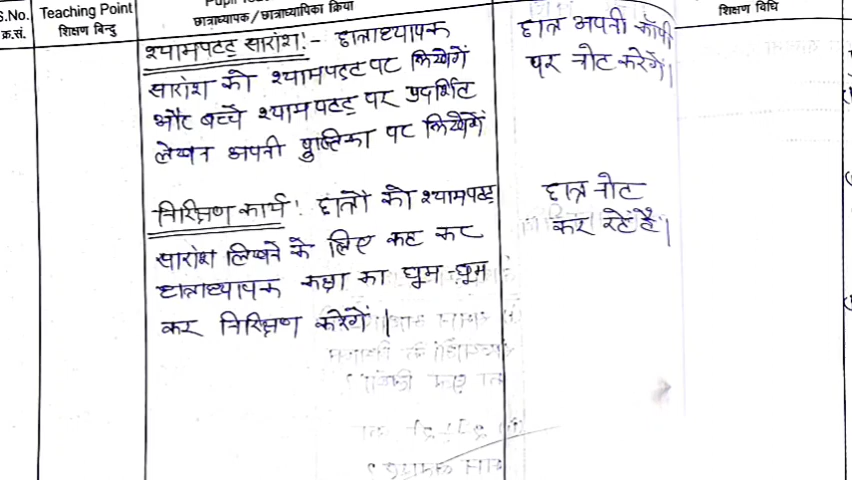 S.No. Teaching Point
क्र.सं. शिक्षण बिन्दु छात्राध्यापक/छात्राध्यापिका क्रिया शिक्षण विधि
श्यामपट्ट सारांश:- छात्राध्यापक
सारांश को श्यामपट्ट पर लिखेगें
और बच्चे श्यामपट्ट पर प्रदर्शित
लेखन अपनी पुस्तिका पर लिखेगें
छात्र अपनी कॉपी
पर नोट करेगें।
निरिक्षण कार्य: छात्रों को श्यामपट्ट
सारांश लिखने के लिए कह कर
छात्राध्यापक कक्षा का घूम-घूम
कर निरिक्षण करेगें।
छात्र नोट
कर रहे है।